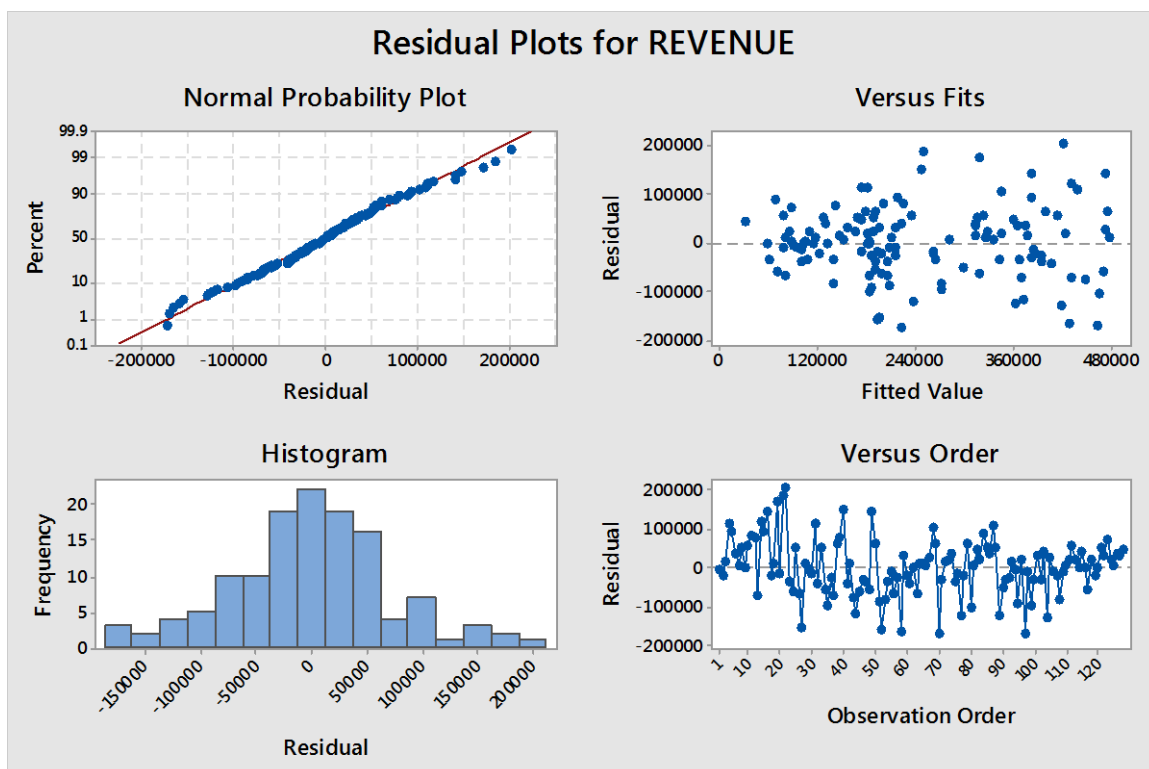 Residual Plots for REVENUE
Normal Probability Plot
99.9
99
90
50
10
1
0.1
Percent
-200000 -100000 0 100000 200000
Residual
Versus Fits
200000
100000
0
-100000
-200000
Residual
0 120000 240000 360000 480000
Fitted Value
Histogram
20
15
10
5
0
Frequency
-150000 -100000 -50000 0 50000 100000 150000 200000
Residual
Versus Order
200000
100000
0
-100000
-200000
Residual
1 10 20 30 40 50 60 70 80 90 100 110 120
Observation Order